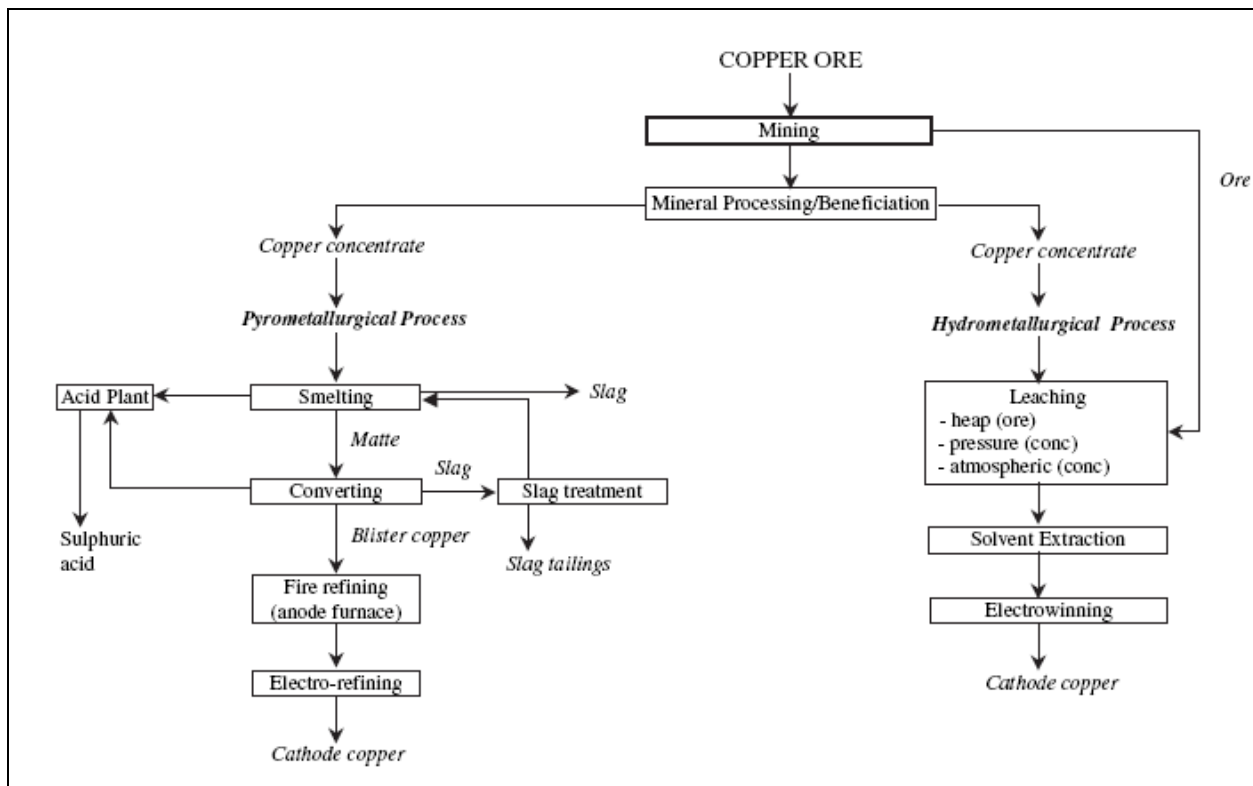 COPPER ORE
Mining
Ore
Mineral Processing/Beneficiation
Copper concentrate
Copper concentrate
Pyrometallurgical Process
Hydrometallurgical Process
Acid Plant
Smelting
Slag
Leaching
- heap (ore)
- pressure (conc)
- atmospheric (conc)
Matte
Slag
Converting
Slag treatment
Sulphuric
acid
Blister copper
Slag tailings
Solvent Extraction
Fire refining
(anode furnace)
Electrowinning
Electro-refining
Cathode copper
Cathode copper